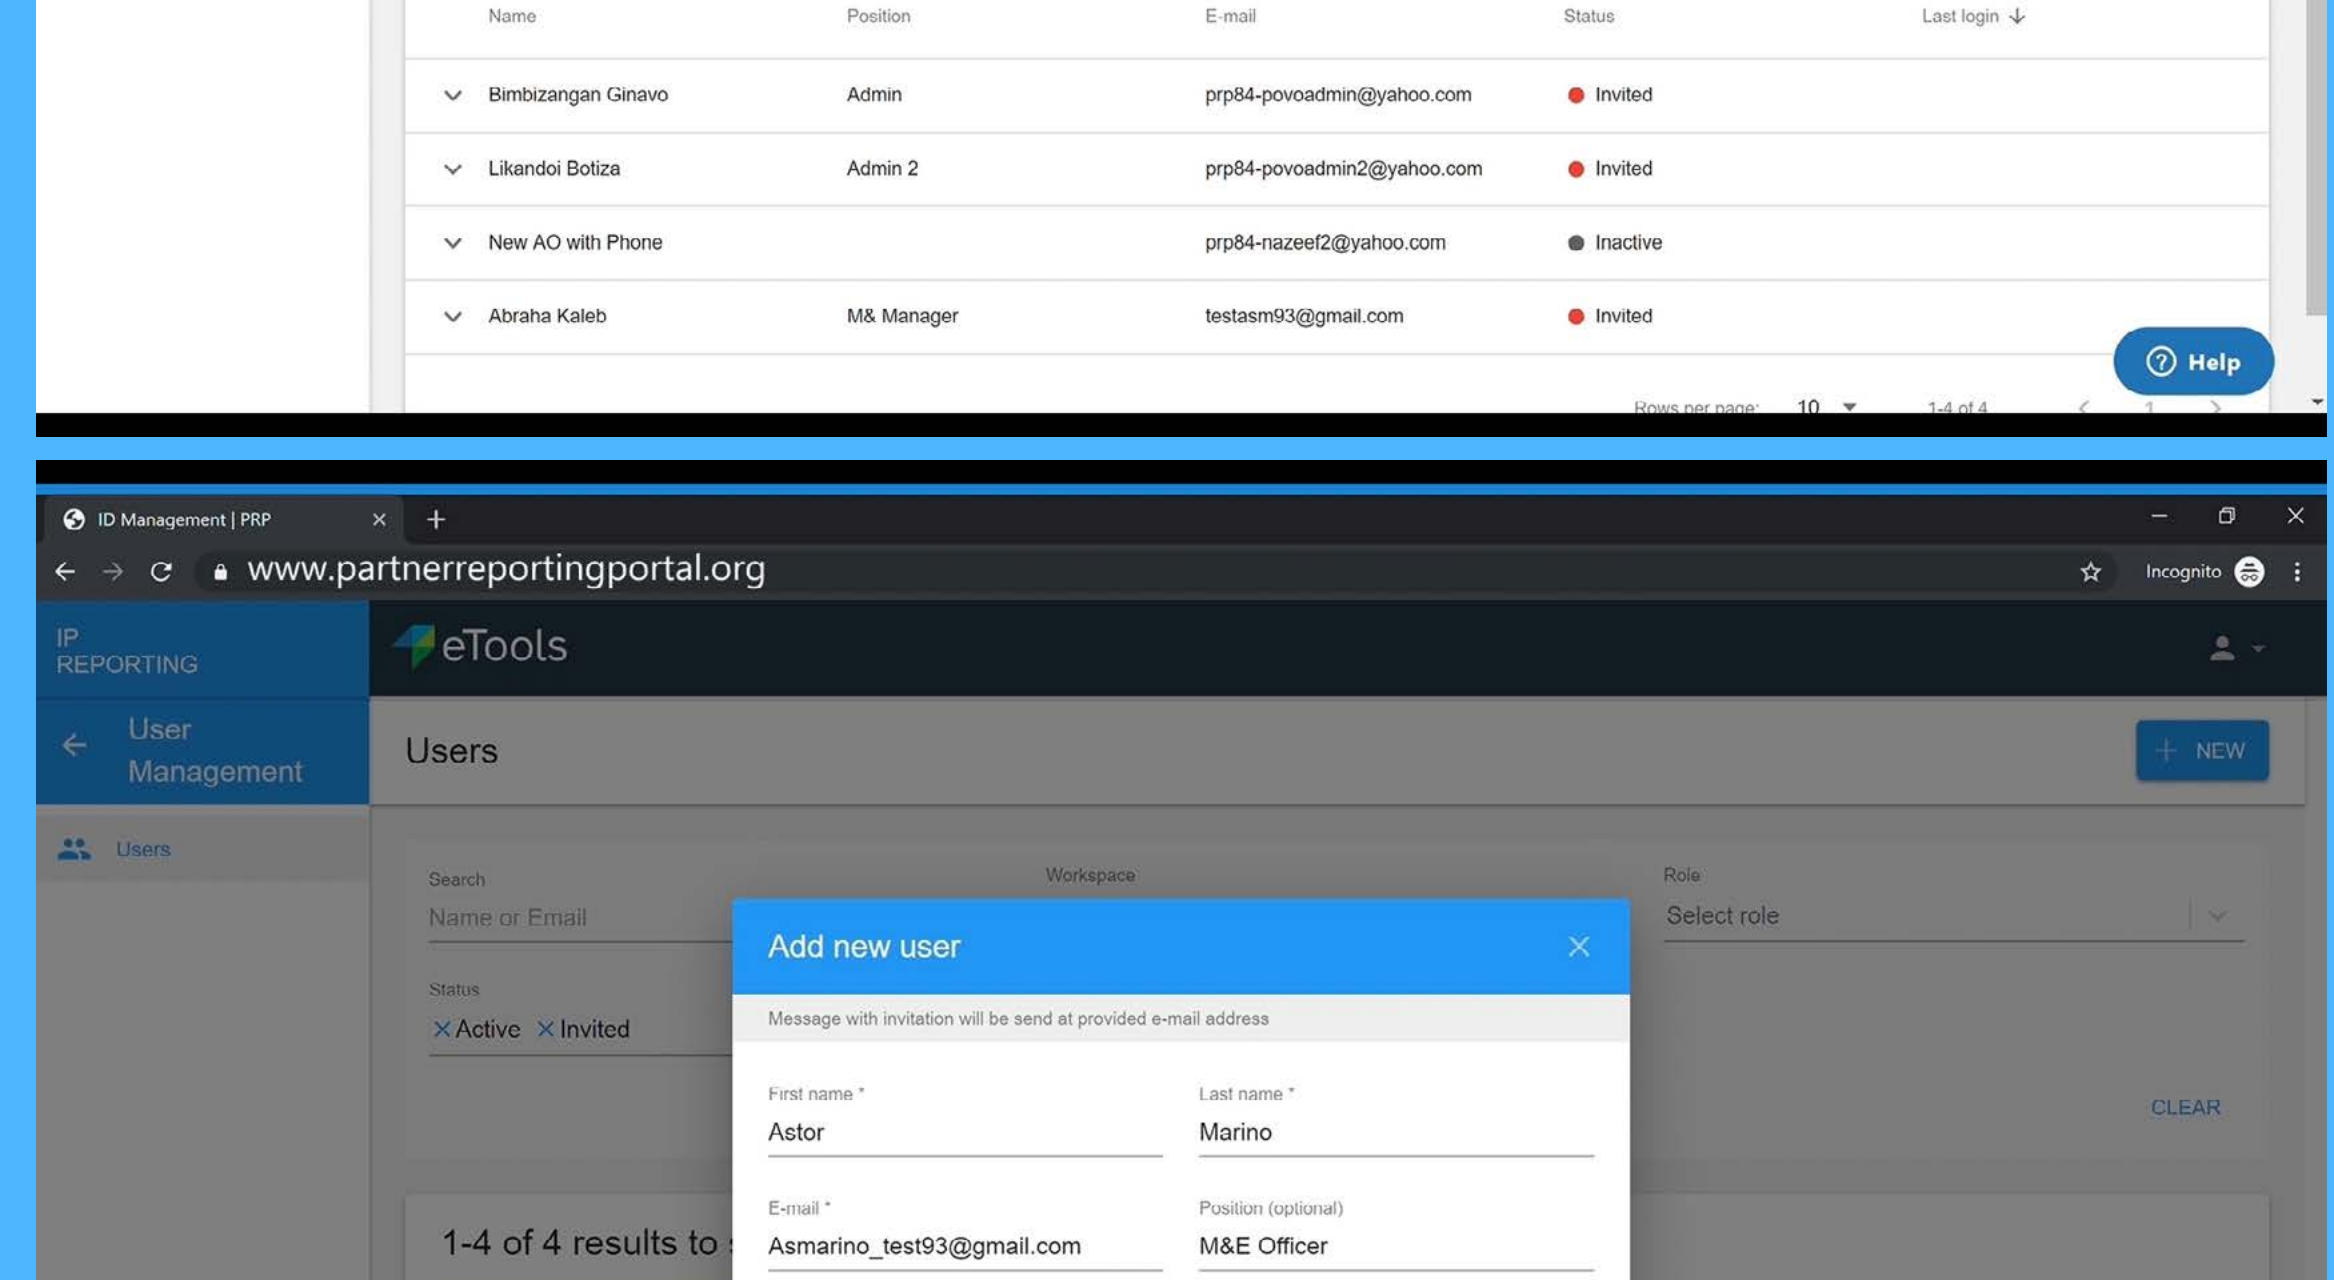 Name Position E-mail Status Last login
Bimbizangan Ginavo Admin prp84-povoadmin@yahoo.com Invited
Likandoi Botiza Admin 2 prp84-povoadmin2@yahoo.com Invited
New AO with Phone prp84-nazeef2@yahoo.com Inactive
Abraha Kaleb M& Manager testasm93@gmail.com Invited
Help
Rows per page: 10 1-4 of 4 1
ID Management | PRP
www.partnerreportingportal.org Incognito
IP
REPORTING
eTools
User
Management
Users
NEW
Users
Search Workspace Role
Name or Email Select role
Add new user
Status
Active Invited
Message with invitation will be send at provided e-mail address
First name * Last name *
CLEAR
Astor Marino
E-mail * Position (optional)
1-4 of 4 results to
Asmarino_test93@gmail.com M&E Officer